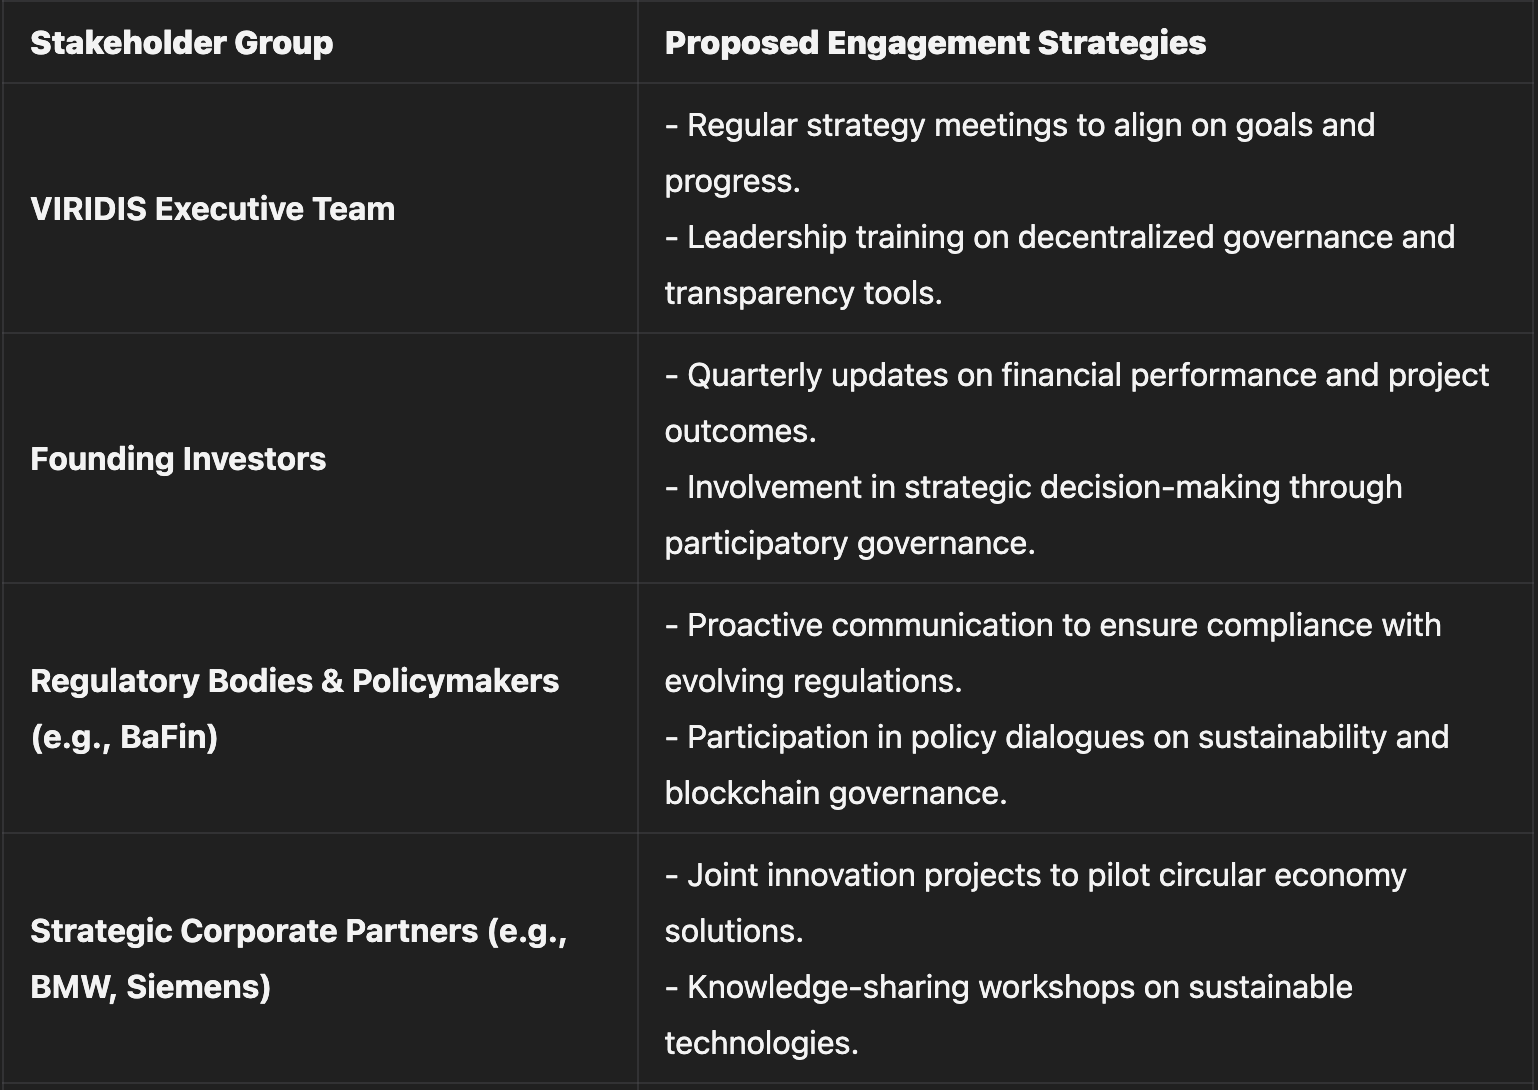 Stakeholder Group
Proposed Engagement Strategies
VIRIDIS Executive Team
- Regular strategy meetings to align on goals and
progress.
- Leadership training on decentralized governance and
transparency tools.
Founding Investors
- Quarterly updates on financial performance and project
outcomes.
- Involvement in strategic decision-making through
participatory governance.
Regulatory Bodies & Policymakers
(e.g., BaFin)
- Proactive communication to ensure compliance with
evolving regulations.
- Participation in policy dialogues on sustainability and
blockchain governance.
Strategic Corporate Partners (e.g.,
BMW, Siemens)
- Joint innovation projects to pilot circular economy
solutions.
- Knowledge-sharing workshops on sustainable
technologies.